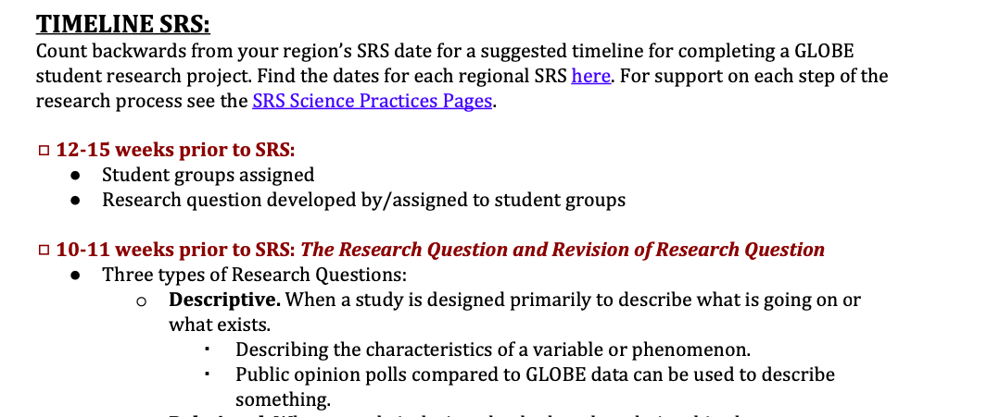 TIMELINE SRS:
Count backwards from your region’s SRS date for a suggested timeline for completing a GLOBE
student research project. Find the dates for each regional SRS here. For support on each step of the
research process see the SRS Science Practices Pages.
□ 12-15 weeks prior to SRS:
● Student groups assigned
● Research question developed by/assigned to student groups
□ 10-11 weeks prior to SRS: The Research Question and Revision of Research Question
● Three types of Research Questions:
○ Descriptive. When a study is designed primarily to describe what is going on or
what exists.
▪ Describing the characteristics of a variable or phenomenon.
▪ Public opinion polls compared to GLOBE data can be used to describe
something.